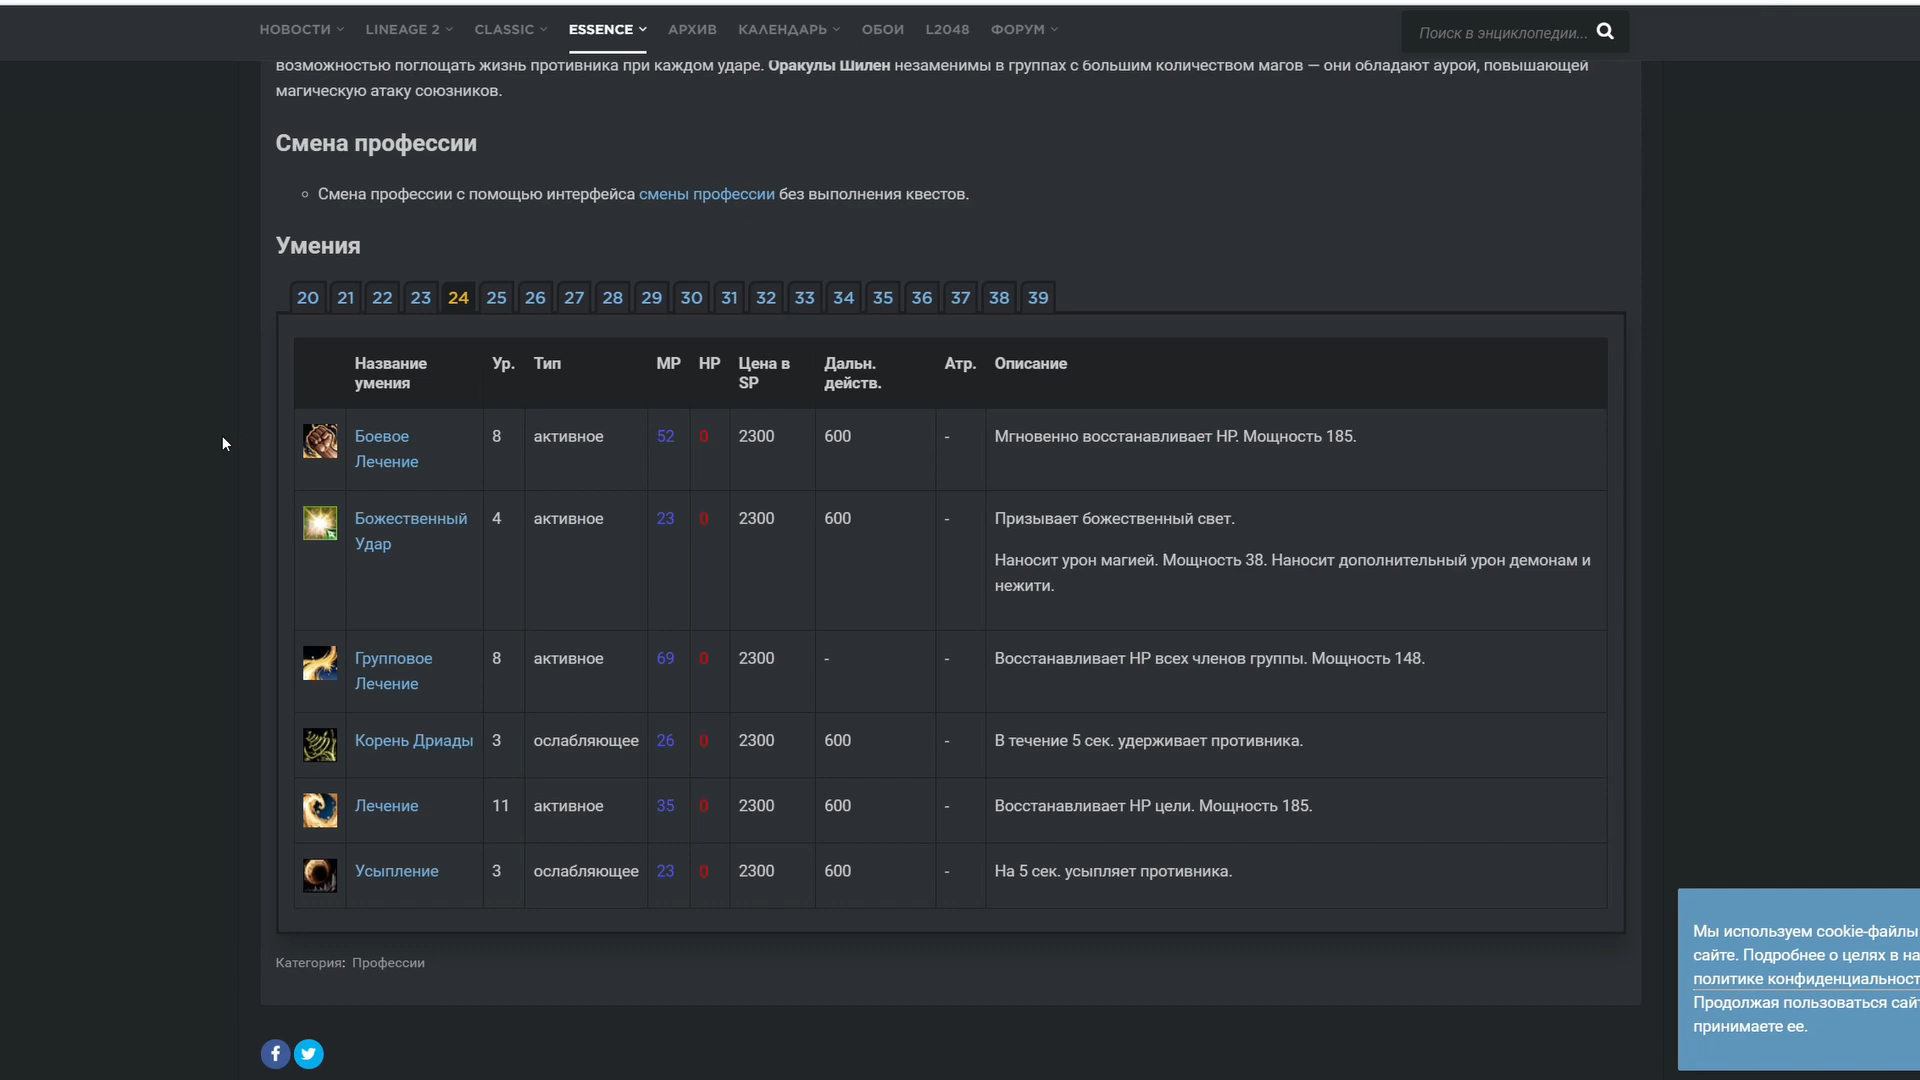 НОВОСТИ LINEAGE 2 CLASSIC ESSENCE АРХИВ КАЛЕНДАРЬ ОБОИ L2048 ФОРУМ Поиск в энциклопедии...
возможностью поглощать жизнь противника при каждом ударе. Оракулы Шилен незаменимы в группах с большим количеством магов — они обладают аурой, повышающей
магическую атаку союзников.
Смена профессии
Смена профессии с помощью интерфейса смены профессии без выполнения квестов.
Умения
20 21 22 23 24 25 26 27 28 29 30 31 32 33 34 35 36 37 38 39
Название Ур. Тип MP HP Цена в Дальн. Атр. Описание
умения SP действ.
Боевое 8 активное 52 0 2300 600 - Мгновенно восстанавливает HP. Мощность 185.
Лечение
Божественный 4 активное 23 0 2300 600 - Призывает божественный свет.
Удар
Наносит урон магией. Мощность 38. Наносит дополнительный урон демонам и
нежити.
Групповое 8 активное 69 0 2300 - - Восстанавливает HP всех членов группы. Мощность 148.
Лечение
Корень Дриады 3 ослабляющее 26 0 2300 600 - В течение 5 сек. удерживает противника.
Лечение 11 активное 35 0 2300 600 - Восстанавливает HP цели. Мощность 185.
Усыпление 3 ослабляющее 23 0 2300 600 - На 5 сек. усыпляет противника.
Категория: Профессии
Мы используем cookie-файлы
сайте. Подробнее о целях в на
политике конфиденциальност
Продолжая пользоваться сай
принимаете ее.